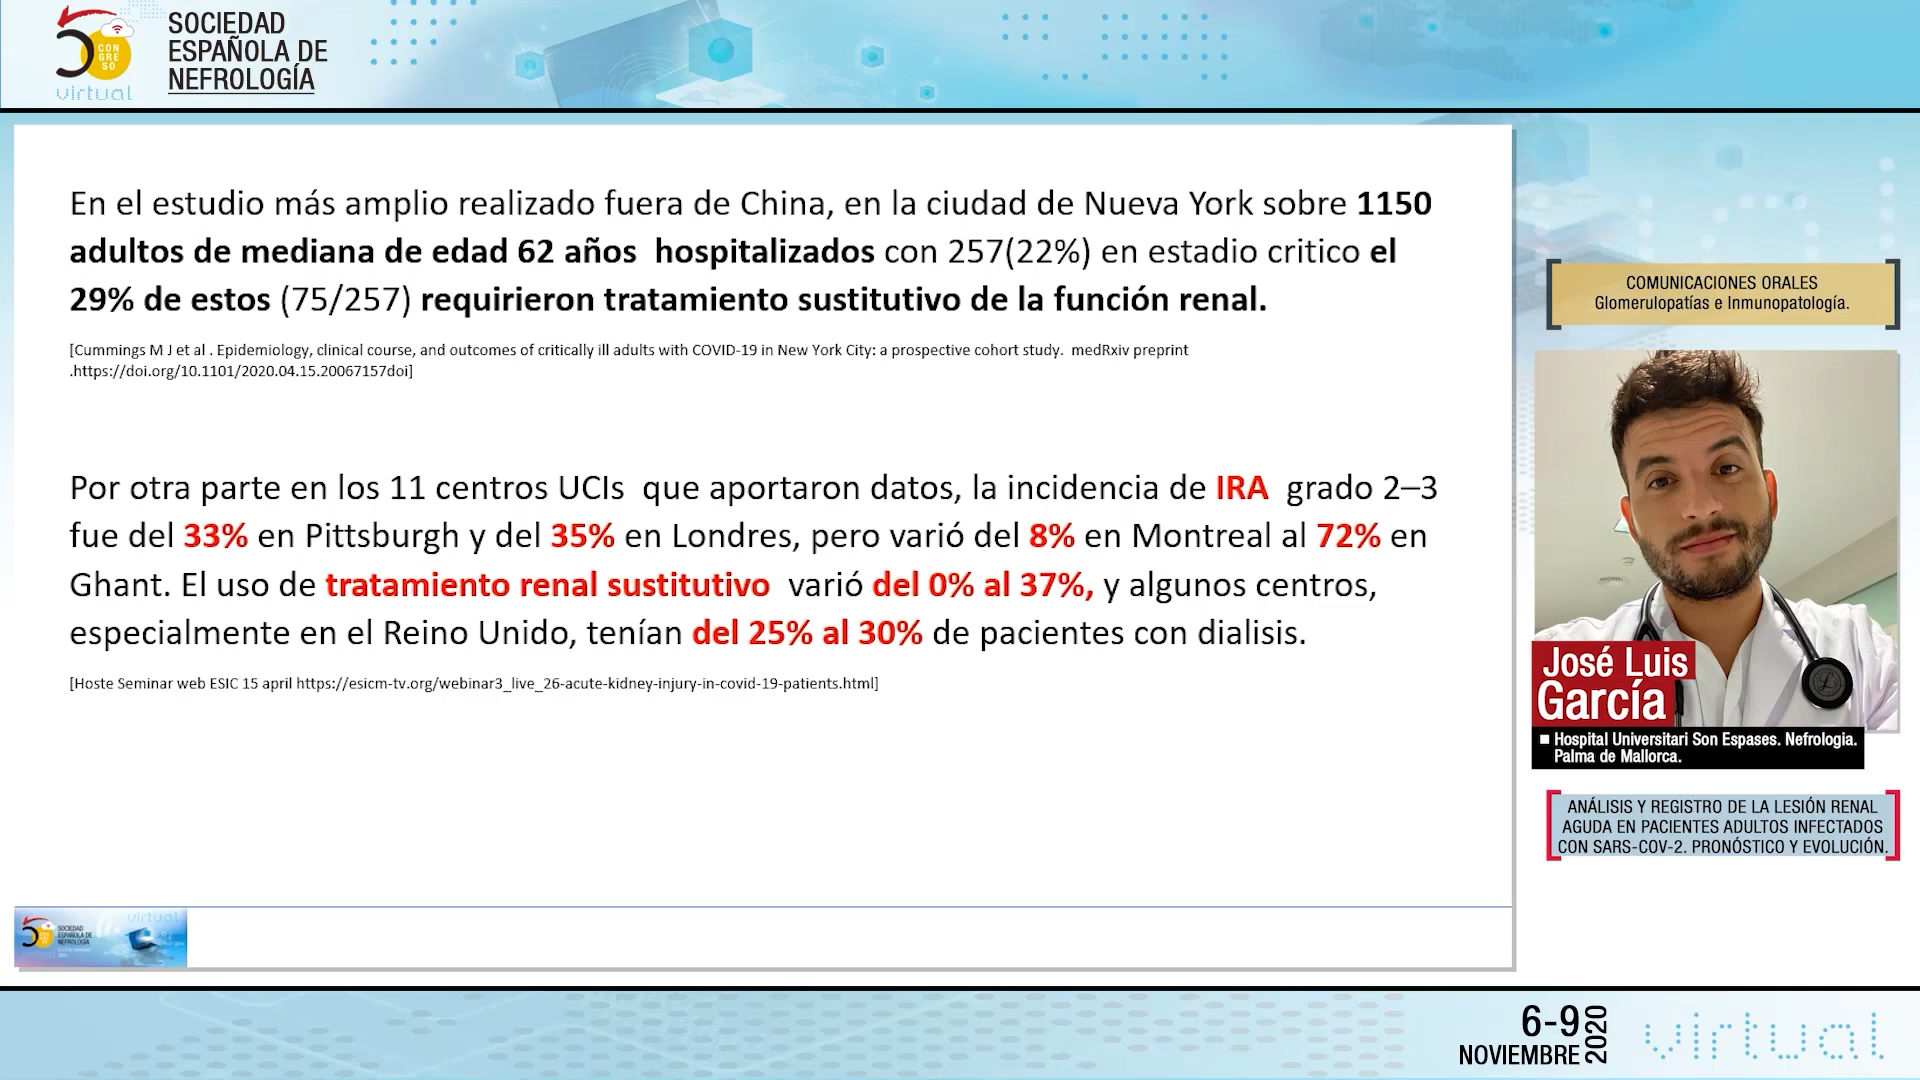 SOCIEDAD
ESPAÑOLA DE
NEFROLOGÍA
CON
GRE
SO
virtual
En el estudio más amplio realizado fuera de China, en la ciudad de Nueva York sobre 1150
adultos de mediana de edad 62 años  hospitalizados con 257(22%) en estadio critico el
29% de estos (75/257) requirieron tratamiento sustitutivo de la función renal.
[Cummings M J et al . Epidemiology, clinical course, and outcomes of critically ill adults with COVID-19 in New York City: a prospective cohort study.  medRxiv preprint
.https://doi.org/10.1101/2020.04.15.20067157doi]
Por otra parte en los 11 centros UCIs  que aportaron datos, la incidencia de IRA  grado 2–3
fue del 33% en Pittsburgh y del 35% en Londres, pero varió del 8% en Montreal al 72% en
Ghant. El uso de tratamiento renal sustitutivo  varió del 0% al 37%, y algunos centros,
especialmente en el Reino Unido, tenían del 25% al 30% de pacientes con dialisis.
[Hoste Seminar web ESIC 15 april https://esicm-tv.org/webinar3_live_26-acute-kidney-injury-in-covid-19-patients.html]
COMUNICACIONES ORALES
Glomerulopatías e Inmunopatología.
José Luis
García
Hospital Universitari Son Espases. Nefrologia.
Palma de Mallorca.
ANÁLISIS Y REGISTRO DE LA LESIÓN RENAL
AGUDA EN PACIENTES ADULTOS INFECTADOS
CON SARS-COV-2. PRONÓSTICO Y EVOLUCIÓN.
virtual
SOCIEDAD
ESPAÑOLA DE
NEFROLOGÍA
6-9
NOVIEMBRE
2020
virtual